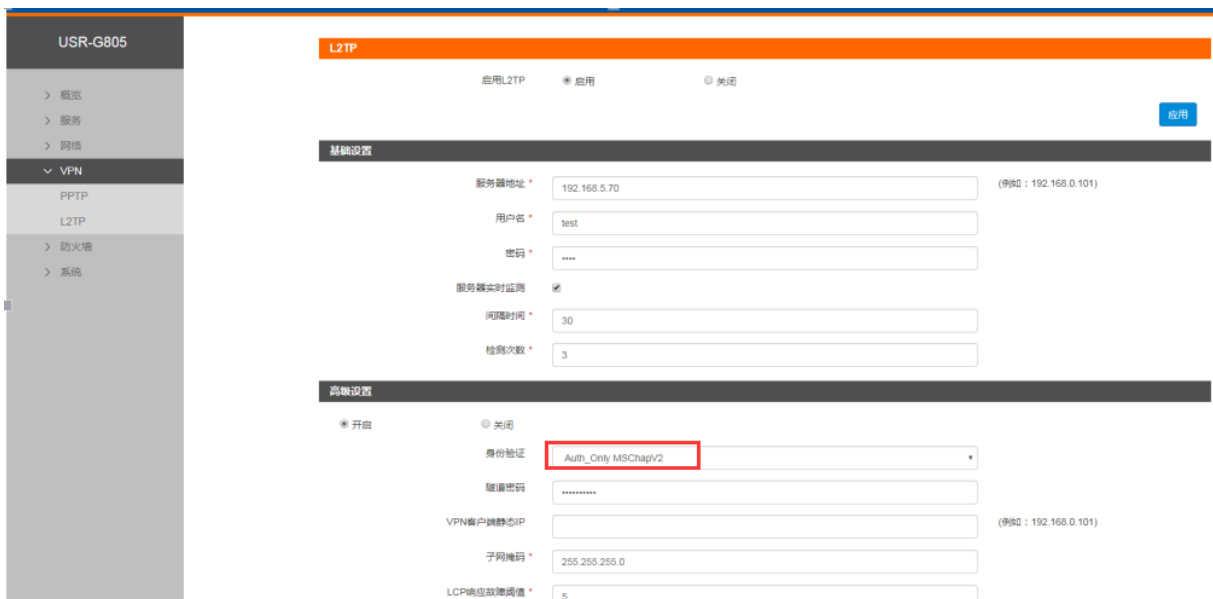 USR-G805
> 概览
> 服务
> 网络
VPN
PPTP
L2TP
> 防火墙
> 系统
L2TP
启用L2TP 启用 关闭
应用
基础设置
服务器地址 * 192.168.5.70 (例如：192.168.0.101)
用户名 * test
密码 * ••••
服务器实时监测
间隔时间 * 30
检测次数 * 3
高级设置
开启 关闭
身份验证 Auth_Only MSChapV2
隧道密码 ••••••••••
VPN客户端静态IP (例如：192.168.0.101)
子网掩码 * 255.255.255.0
LCP响应故障阈值 * 5